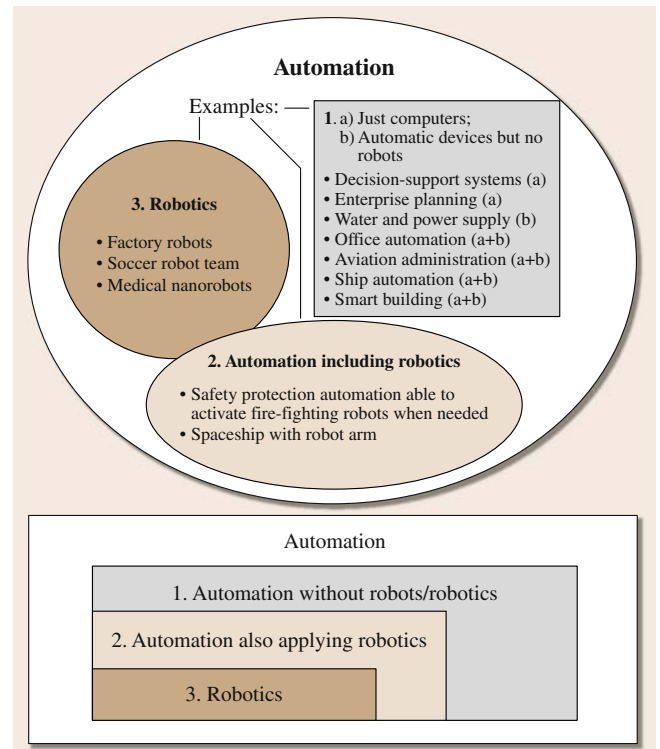 Automation
Examples:
1. a) Just computers;
b) Automatic devices but no
robots
• Decision-support systems (a)
• Enterprise planning (a)
• Water and power supply (b)
• Office automation (a+b)
• Aviation administration (a+b)
• Ship automation (a+b)
• Smart building (a+b)
3. Robotics
• Factory robots
• Soccer robot team
• Medical nanorobots
2. Automation including robotics
• Safety protection automation able to
activate fire-fighting robots when needed
• Spaceship with robot arm
Automation
1. Automation without robots/robotics
2. Automation also applying robotics
3. Robotics